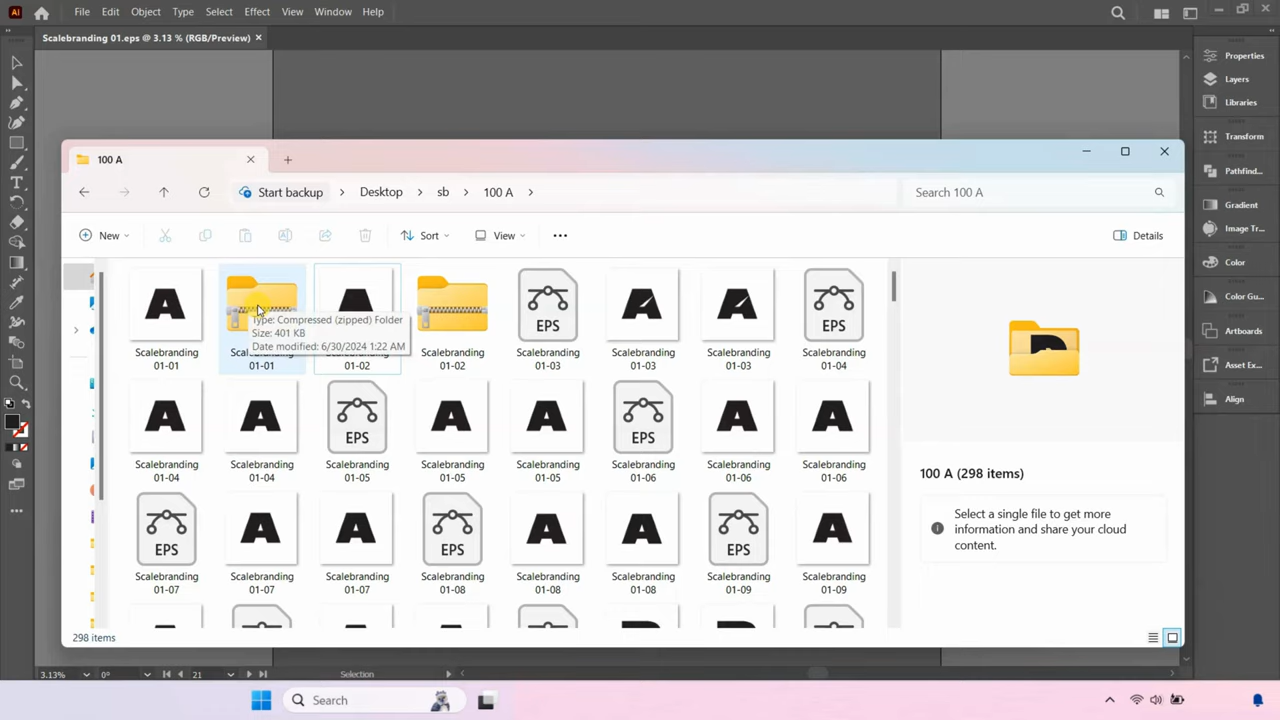 Ai File Edit Object Type Select Effect View Window Help
Scalebranding 01.eps @ 3.13 % (RGB/Preview) ×
Properties
Layers
Libraries
Transform
Pathfind...
Gradient
Image Tr...
Color
Color Gu...
Artboards
Asset Ex...
Align
100 A
Start backup > Desktop > sb > 100 A >
Search 100 A
New Sort View ... Details
EPS EPS
Scalebranding 01-01
Scalebranding 01-02
Scalebranding 01-03
Scalebranding 01-03
Scalebranding 01-03
Scalebranding 01-04
Type: Compressed (zipped) Folder
Size: 401 KB
Date modified: 6/30/2024 1:22 AM
01-01
01-02
EPS EPS
Scalebranding 01-04
Scalebranding 01-04
Scalebranding 01-05
Scalebranding 01-05
Scalebranding 01-05
Scalebranding 01-06
Scalebranding 01-06
Scalebranding 01-06
EPS EPS EPS
Scalebranding 01-07
Scalebranding 01-07
Scalebranding 01-07
Scalebranding 01-08
Scalebranding 01-08
Scalebranding 01-08
Scalebranding 01-09
Scalebranding 01-09
100 A (298 items)
Select a single file to get more
information and share your cloud
content.
298 items
3.13% 0° 21 Selection
Search